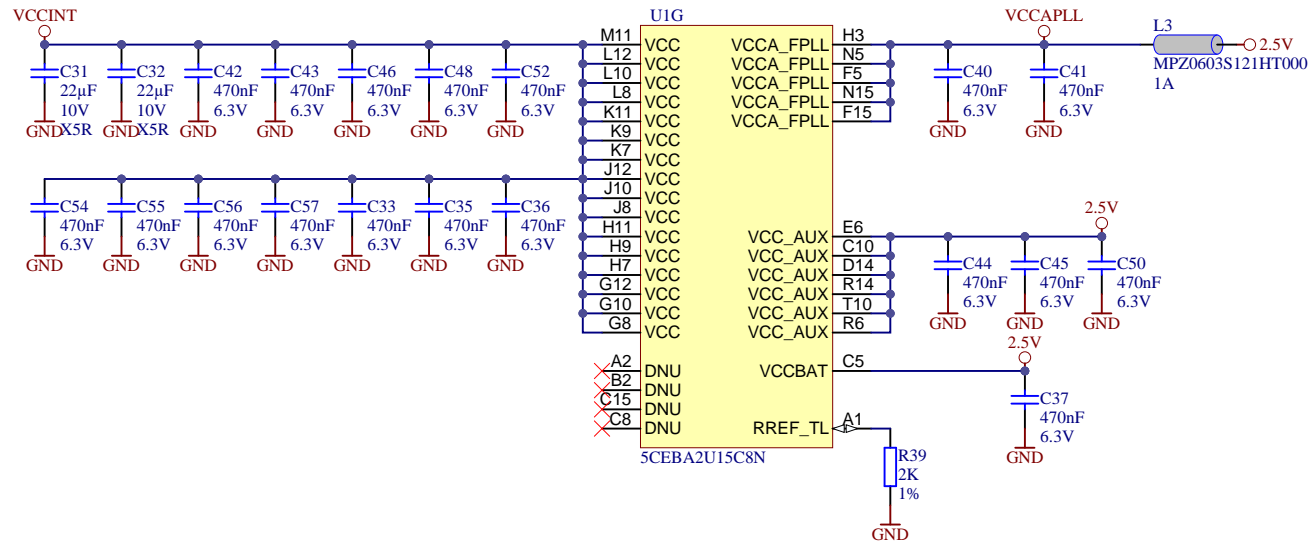 VCCINT
U1G
VCCAPLL
L3
2.5V
MPZ0603S121HT000
1A
M11 VCC VCCA_FPLL H3
L12 VCC VCCA_FPLL N5
L10 VCC VCCA_FPLL F5
L8 VCC VCCA_FPLL N15
K11 VCC VCCA_FPLL F15
K9 VCC
K7 VCC
J12 VCC
J10 VCC
J8 VCC
H11 VCC VCC_AUX E6
H9 VCC VCC_AUX C10
H7 VCC VCC_AUX D14
G12 VCC VCC_AUX R14
G10 VCC VCC_AUX T10
G8 VCC VCC_AUX R6
A2 DNU VCCBAT C5
B2 DNU
C15 DNU
C8 DNU RREF_TL A1
5CEBA2U15C8N
C31 C32 C42 C43 C46 C48 C52
22µF 22µF 470nF 470nF 470nF 470nF 470nF
10V 10V 6.3V 6.3V 6.3V 6.3V 6.3V
X5R X5R
GND GND GND GND GND GND GND
C54 C55 C56 C57 C33 C35 C36
470nF 470nF 470nF 470nF 470nF 470nF 470nF
6.3V 6.3V 6.3V 6.3V 6.3V 6.3V 6.3V
GND GND GND GND GND GND GND
C40 C41
470nF 470nF
6.3V 6.3V
GND GND
2.5V
C44 C45 C50
470nF 470nF 470nF
6.3V 6.3V 6.3V
GND GND GND
2.5V
C37
470nF
6.3V
GND
R39
2K
1%
GND